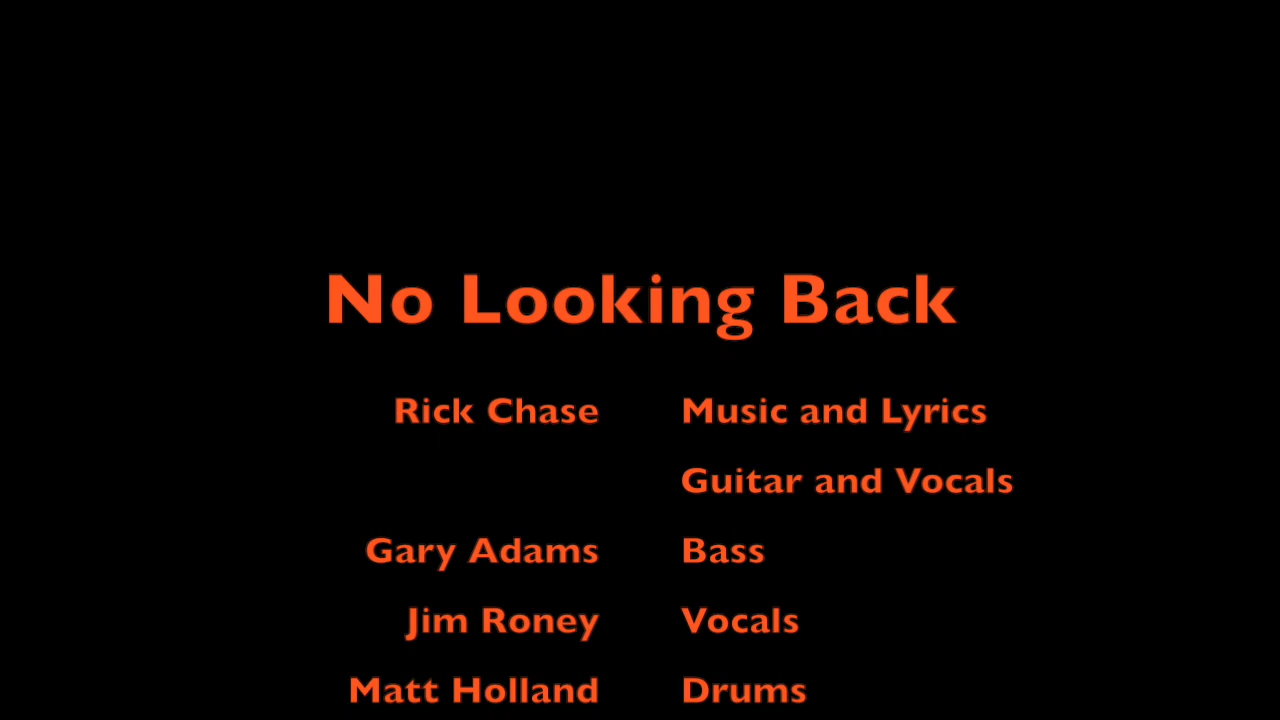 No Looking Back
Rick Chase Music and Lyrics
Guitar and Vocals
Gary Adams Bass
Jim Roney Vocals
Matt Holland Drums